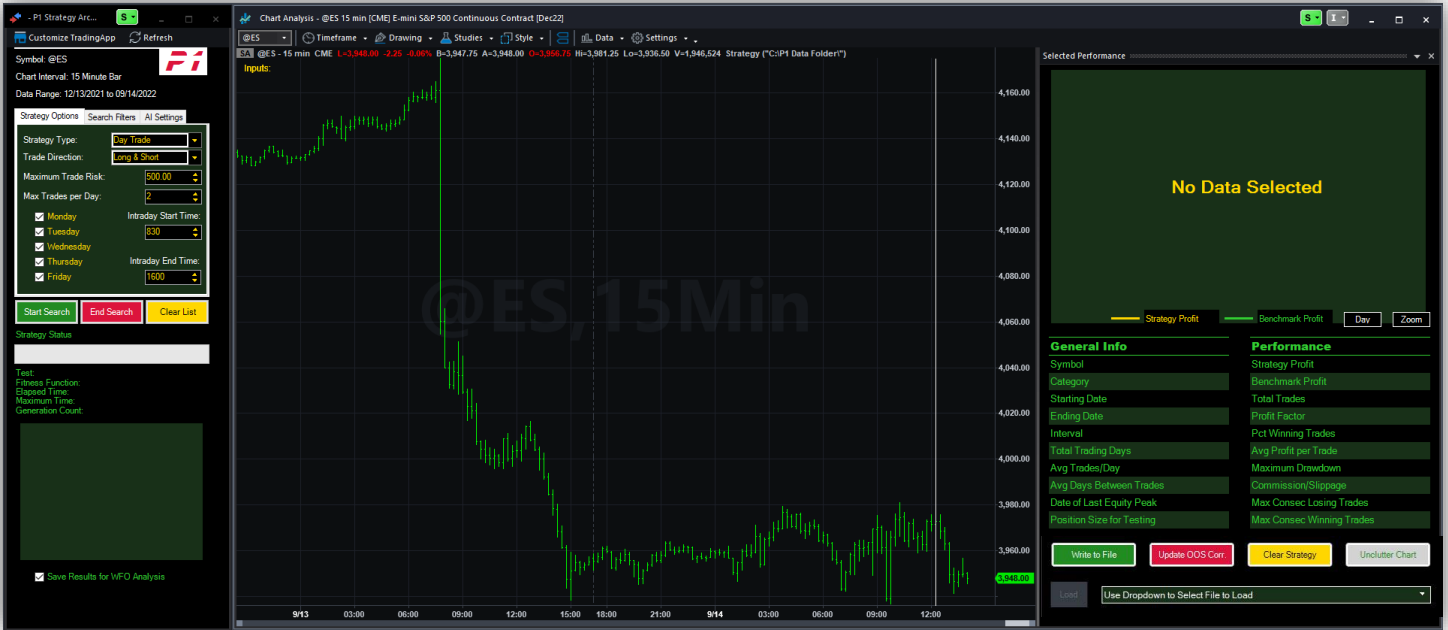 - P1 Strategy Arc...
S
Customize TradingApp Refresh
Symbol: @ES
P1
Chart Interval: 15 Minute Bar
Data Range: 12/13/2021 to 09/14/2022
Strategy Options Search Filters AI Settings
Strategy Type: Day Trade
Trade Direction: Long & Short
Maximum Trade Risk: 500.00
Max Trades per Day: 2
Monday Intraday Start Time:
Tuesday 830
Wednesday
Thursday Intraday End Time:
Friday 1600
Start Search End Search Clear List
Strategy Status
Test:
Fitness Function:
Elapsed Time:
Maximum Time:
Generation Count:
Save Results for WFO Analysis
Chart Analysis - @ES 15 min [CME] E-mini S&P 500 Continuous Contract [Dec22]
S I
@ES Timeframe Drawing Studies Style Data Settings
SA @ES - 15 min CME L=3,948.00 -2.25 -0.06% B=3,947.75 A=3,948.00 O=3,956.75 Hi=3,981.25 Lo=3,936.50 V=1,946,524 Strategy ("C:\P1 Data Folder\")
Inputs:
4,160.00
4,140.00
4,120.00
4,100.00
4,080.00
4,060.00
4,040.00
4,020.00
4,000.00
3,980.00
3,960.00
3,948.00
@ES,15Min
9/13 03:00 06:00 09:00 12:00 15:00 18:00 21:00 9/14 03:00 06:00 09:00 12:00
Selected Performance
No Data Selected
Strategy Profit Benchmark Profit Day Zoom
General Info
Symbol
Category
Starting Date
Ending Date
Interval
Total Trading Days
Avg Trades/Day
Avg Days Between Trades
Date of Last Equity Peak
Position Size for Testing
Performance
Strategy Profit
Benchmark Profit
Total Trades
Profit Factor
Pct Winning Trades
Avg Profit per Trade
Maximum Drawdown
Commission/Slippage
Max Consec Losing Trades
Max Consec Winning Trades
Write to File Update OOS Corr. Clear Strategy Unclutter Chart
Load Use Dropdown to Select File to Load